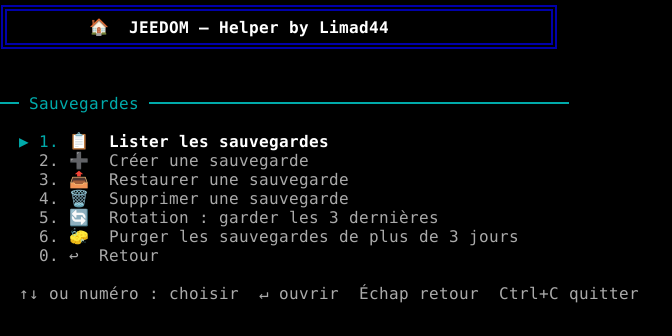 🏠 JEEDOM — Helper by Limad44
Sauvegardes
▶ 1. 📋 Lister les sauvegardes
2. ➕ Créer une sauvegarde
3. 📤 Restaurer une sauvegarde
4. 🗑️ Supprimer une sauvegarde
5. 🔄 Rotation : garder les 3 dernières
6. 🧽 Purger les sauvegardes de plus de 3 jours
0. ↩ Retour
↑↓ ou numéro : choisir ↵ ouvrir Échap retour Ctrl+C quitter